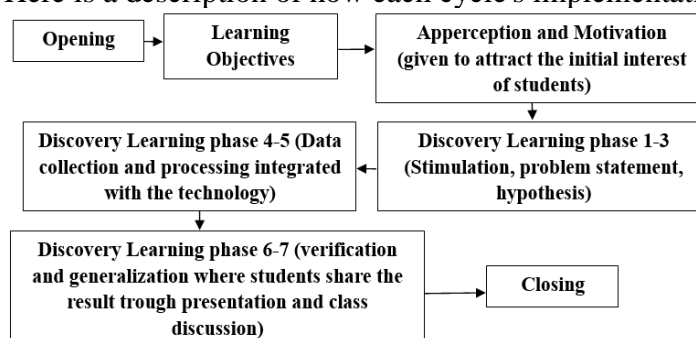 Here is a description of how each cycle's implementati
Opening
Learning
Objectives
Apperception and Motivation
(given to attract the initial interest
of students)
Discovery Learning phase 1-3
(Stimulation, problem statement,
hypothesis)
Discovery Learning phase 4-5 (Data
collection and processing integrated
with the technology)
Discovery Learning phase 6-7 (verification
and generalization where students share the
result trough presentation and class
discussion)
Closing